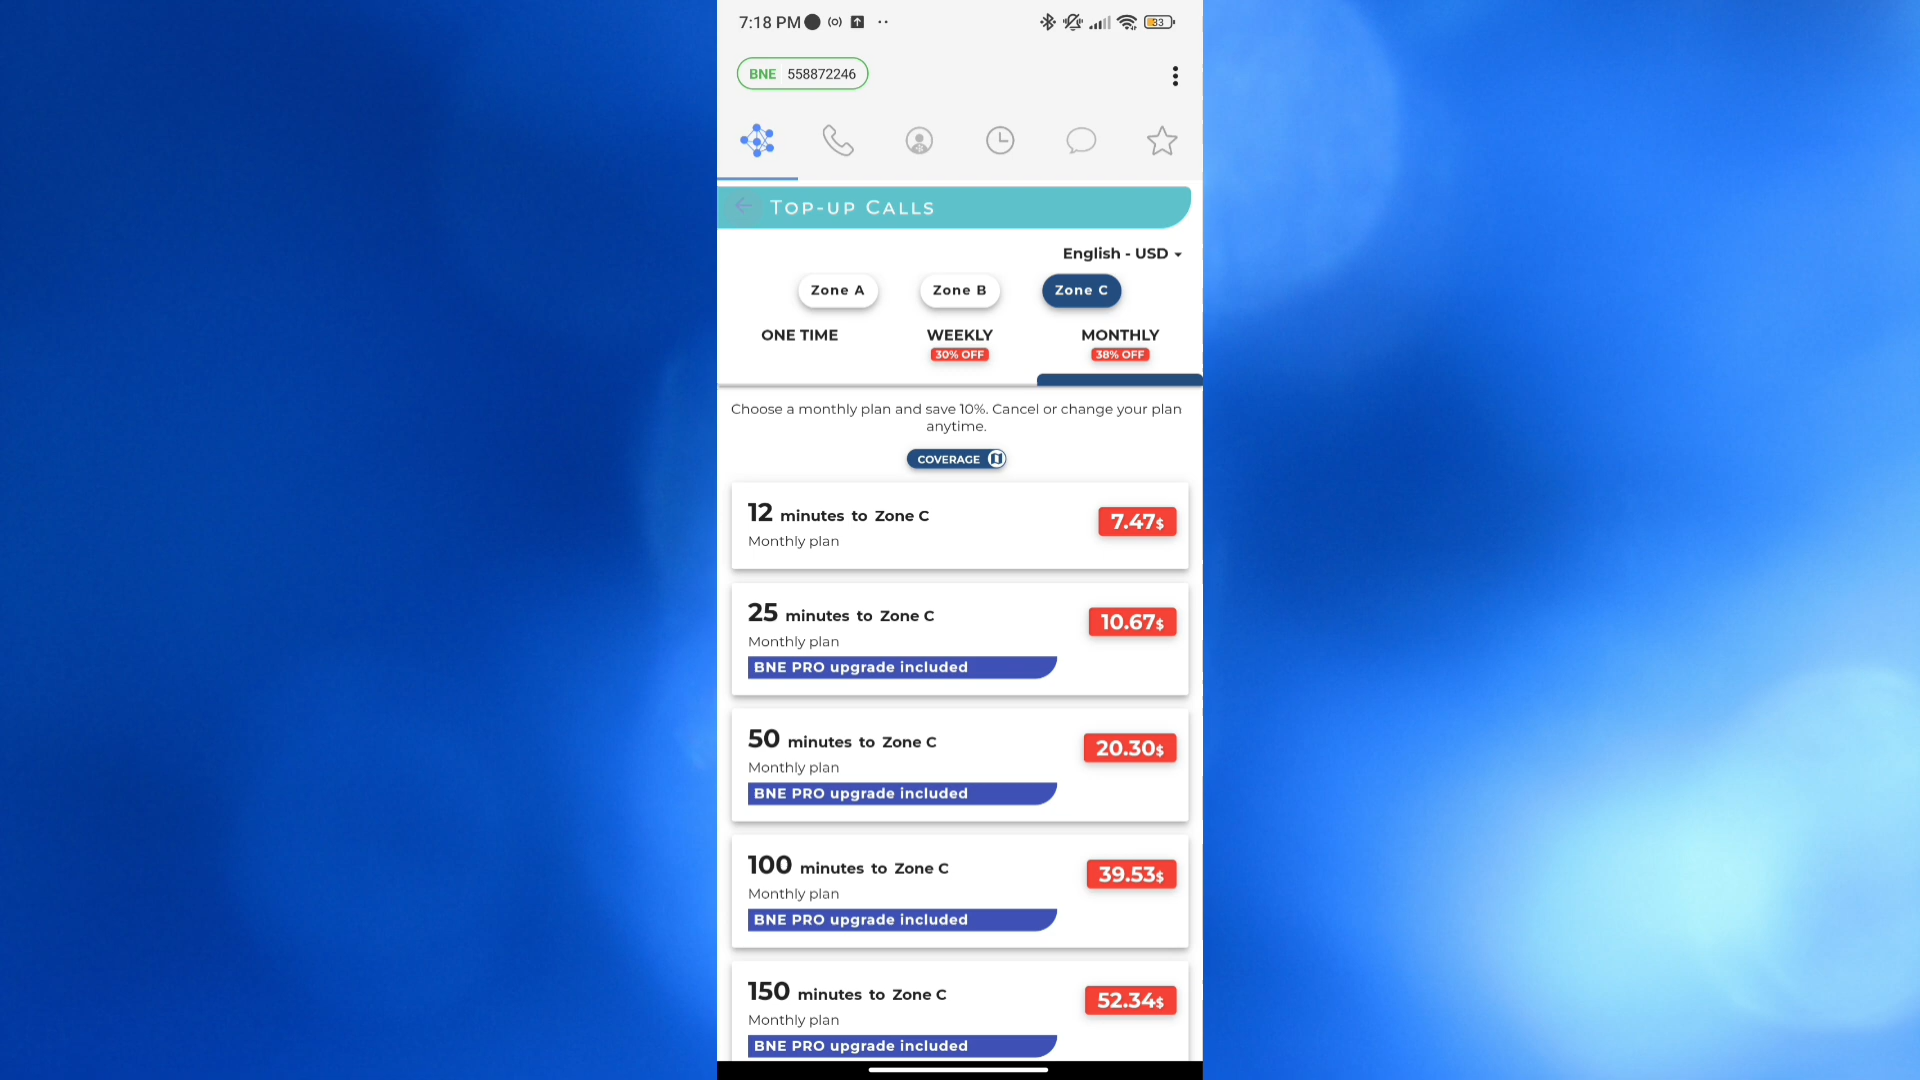 7:18 PM
33
BNE 558872246
TOP-UP CALLS
English - USD
Zone A Zone B Zone C
ONE TIME WEEKLY MONTHLY
30% OFF 38% OFF
Choose a monthly plan and save 10%. Cancel or change your plan
anytime.
COVERAGE
12 minutes to Zone C
7.47$
Monthly plan
25 minutes to Zone C
10.67$
Monthly plan
BNE PRO upgrade included
50 minutes to Zone C
20.30$
Monthly plan
BNE PRO upgrade included
100 minutes to Zone C
39.53$
Monthly plan
BNE PRO upgrade included
150 minutes to Zone C
52.34$
Monthly plan
BNE PRO upgrade included